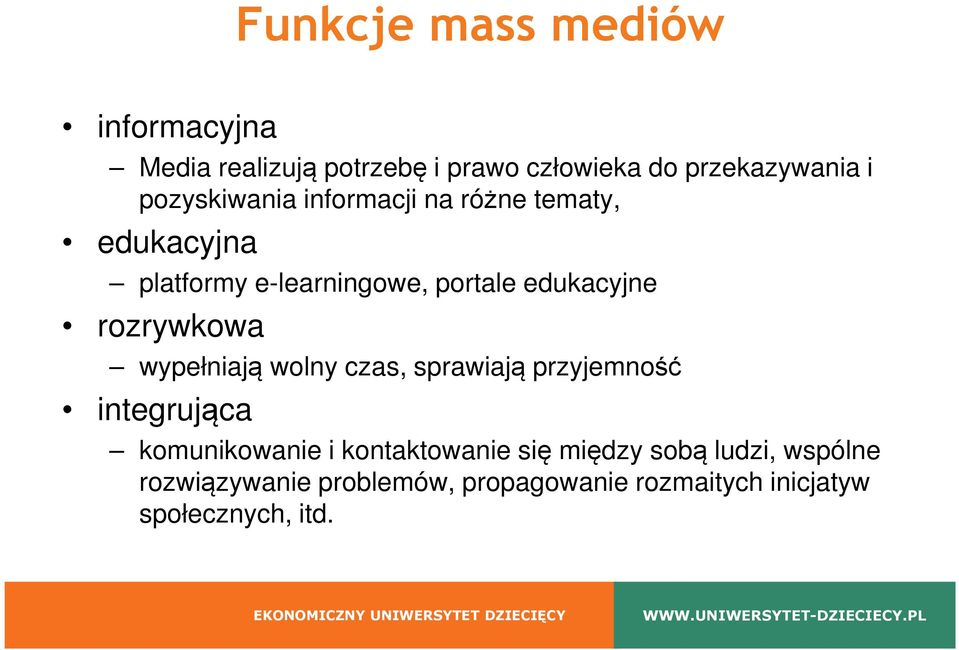 Funkcje mass mediów
• informacyjna
– Media realizują potrzebę i prawo człowieka do przekazywania i
pozyskiwania informacji na różne tematy,
• edukacyjna
– platformy e-learningowe, portale edukacyjne
• rozrywkowa
– wypełniają wolny czas, sprawiają przyjemność
• integrująca
– komunikowanie i kontaktowanie się między sobą ludzi, wspólne
rozwiązywanie problemów, propagowanie rozmaitych inicjatyw
społecznych, itd.
EKONOMICZNY UNIWERSYTET DZIECIĘCY WWW.UNIWERSYTET-DZIECIECY.PL